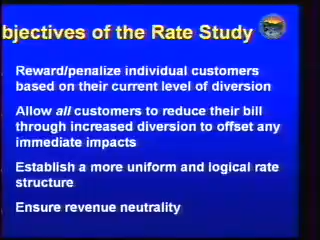 bjectives of the Rate Study
Reward/penalize individual customers
based on their current level of diversion
Allow all customers to reduce their bill
through increased diversion to offset any
immediate impacts
Establish a more uniform and logical rate
structure
Ensure revenue neutrality